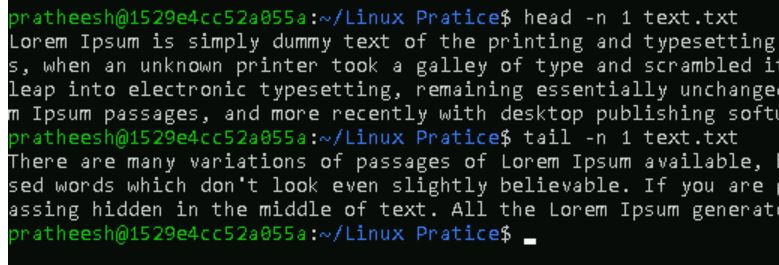 pratheesh@1529e4cc52a055a:~/Linux Pratice$ head -n 1 text.txt
Lorem Ipsum is simply dummy text of the printing and typesetting
s, when an unknown printer took a galley of type and scrambled
leap into electronic typesetting, remaining essentially
m Ipsum passages, and more recently with desktop publishing
pratheesh@1529e4cc52a055a:~/Linux Pratice$ tail -n 1 text.txt
There are many variations of passages of Lorem Ipsum available,
sed words which don't look even slightly believable. If you are
assing hidden in the middle of text. All the Lorem Ipsum
pratheesh@1529e4cc52a055a:~/Linux Pratice$